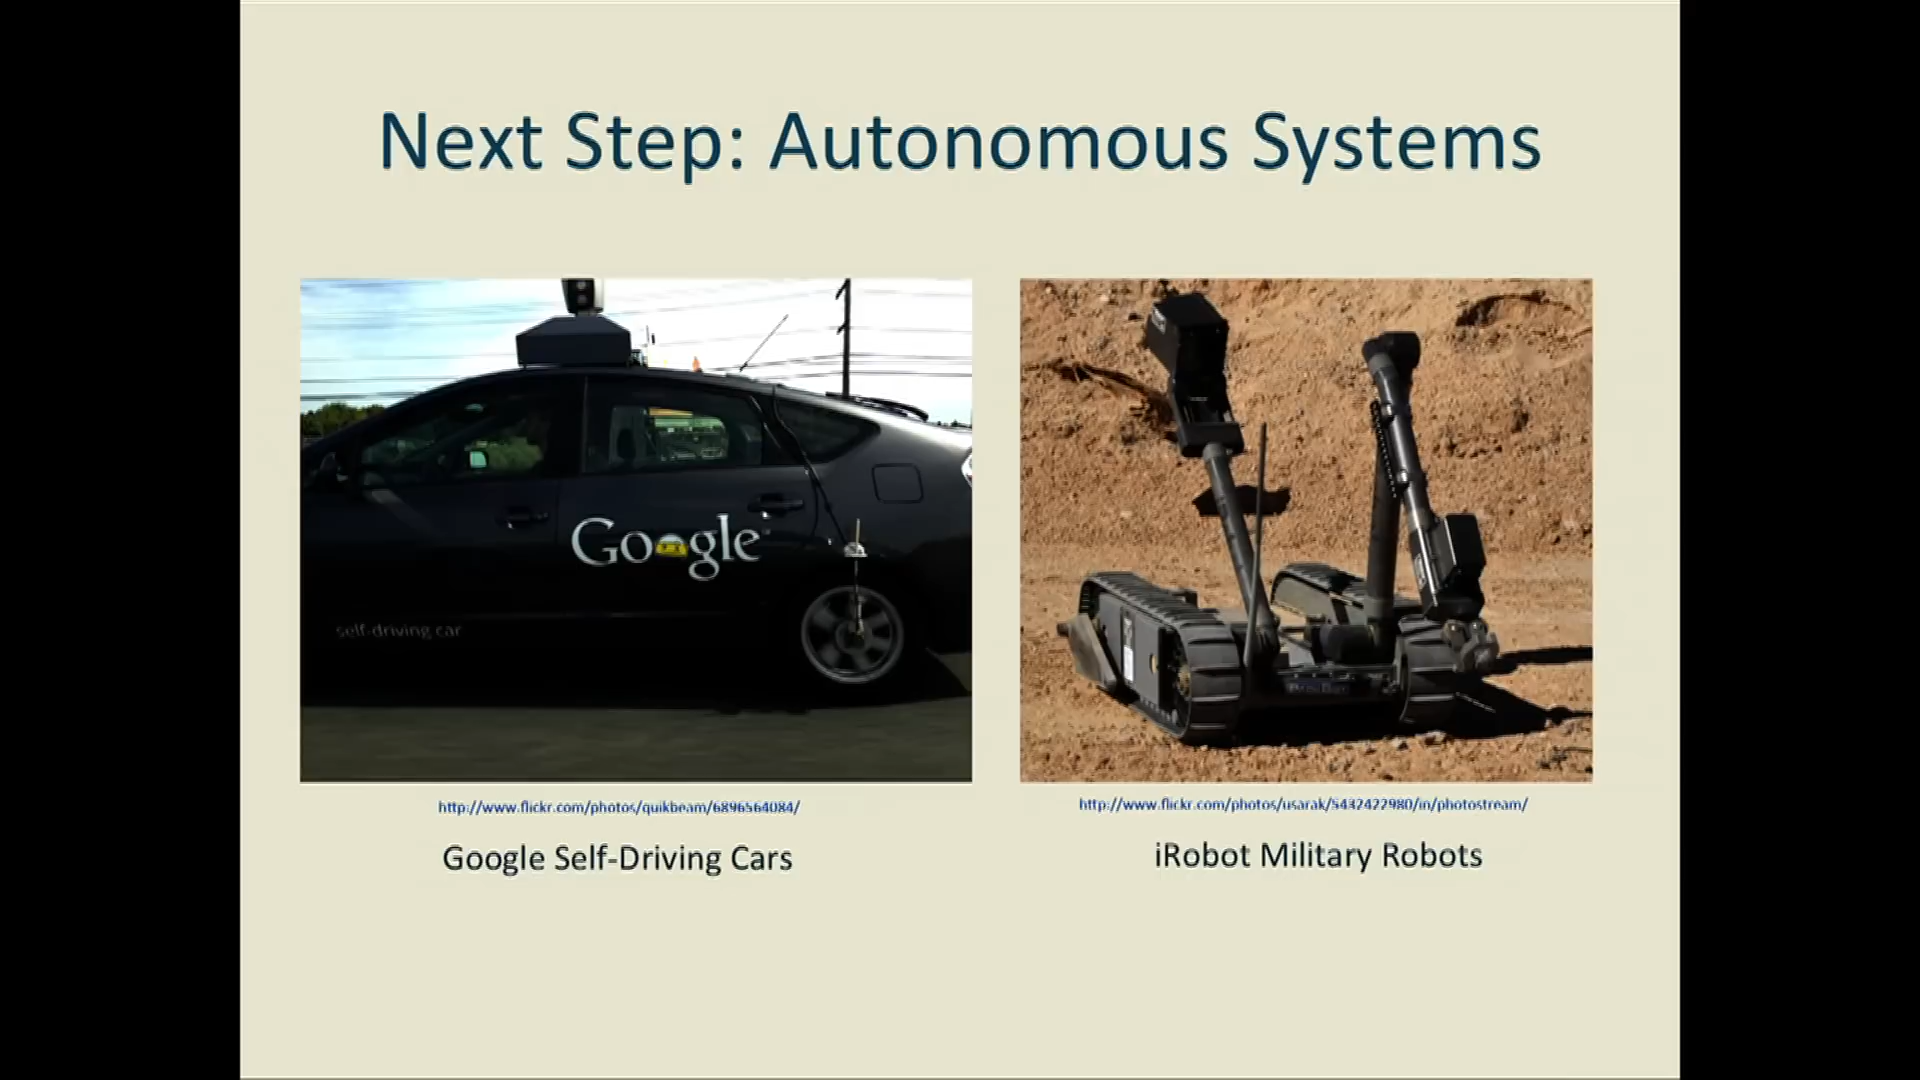 Next Step: Autonomous Systems
Google
self-driving car
http://www.flickr.com/photos/quikbeam/6896564084/
http://www.flickr.com/photos/usarak/5432422980/in/photostream/
Google Self-Driving Cars
iRobot Military Robots